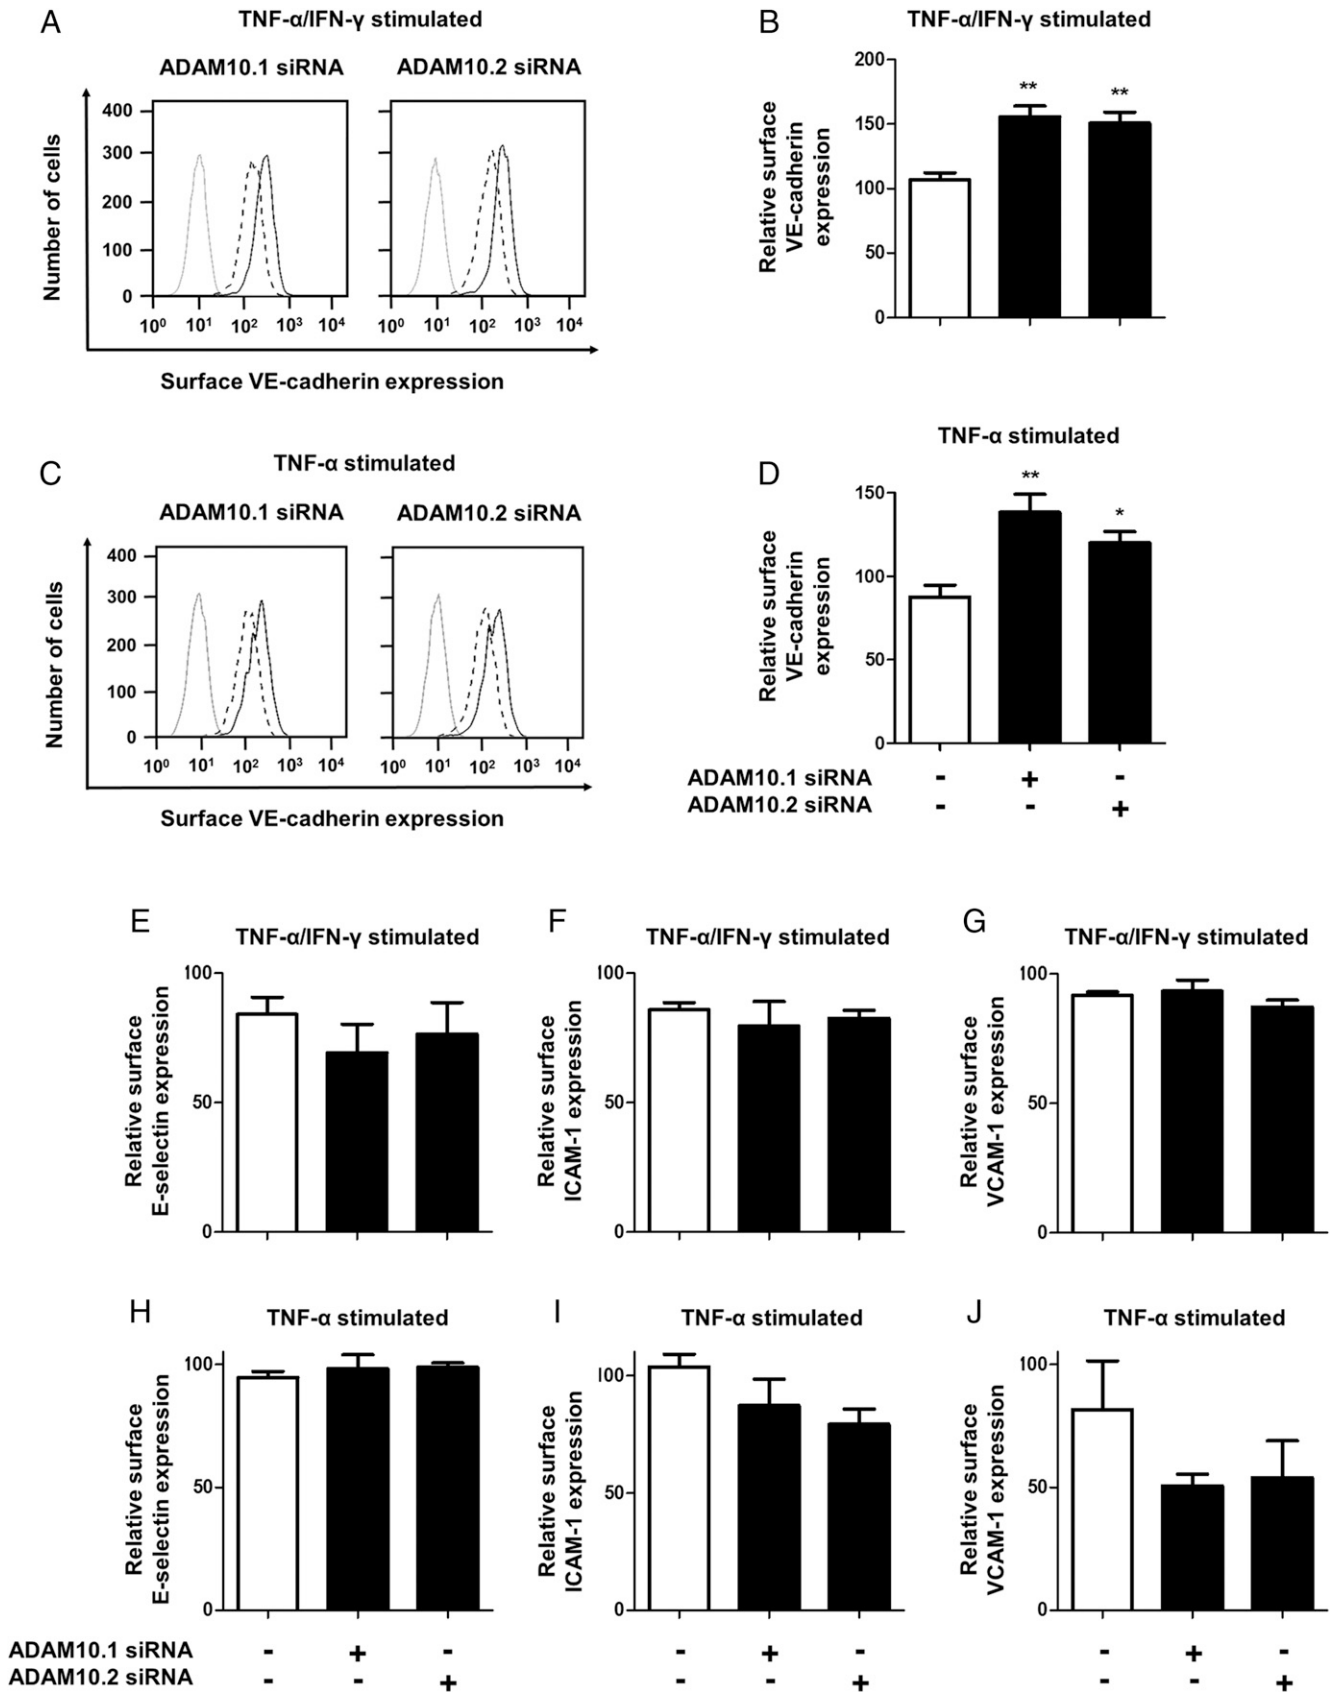 A
TNF-α/IFN-γ stimulated
ADAM10.1 siRNA
ADAM10.2 siRNA
Number of cells
400
300
200
100
0
10⁰ 10¹ 10² 10³ 10⁴
10⁰ 10¹ 10² 10³ 10⁴
Surface VE-cadherin expression
B
TNF-α/IFN-γ stimulated
Relative surface
VE-cadherin
expression
200
150
100
50
0
**
**
C
TNF-α stimulated
ADAM10.1 siRNA
ADAM10.2 siRNA
Number of cells
400
300
200
100
0
10⁰ 10¹ 10² 10³ 10⁴
10⁰ 10¹ 10² 10³ 10⁴
Surface VE-cadherin expression
D
TNF-α stimulated
Relative surface
VE-cadherin
expression
150
100
50
0
**
*
ADAM10.1 siRNA - + -
ADAM10.2 siRNA - - +
E
TNF-α/IFN-γ stimulated
Relative surface
E-selectin expression
100
50
0
F
TNF-α/IFN-γ stimulated
Relative surface
ICAM-1 expression
100
50
0
G
TNF-α/IFN-γ stimulated
Relative surface
VCAM-1 expression
100
50
0
H
TNF-α stimulated
Relative surface
E-selectin expression
100
50
0
I
TNF-α stimulated
Relative surface
ICAM-1 expression
100
50
0
J
TNF-α stimulated
Relative surface
VCAM-1 expression
100
50
0
ADAM10.1 siRNA - + - - + - - + -
ADAM10.2 siRNA - - + - - + - - +